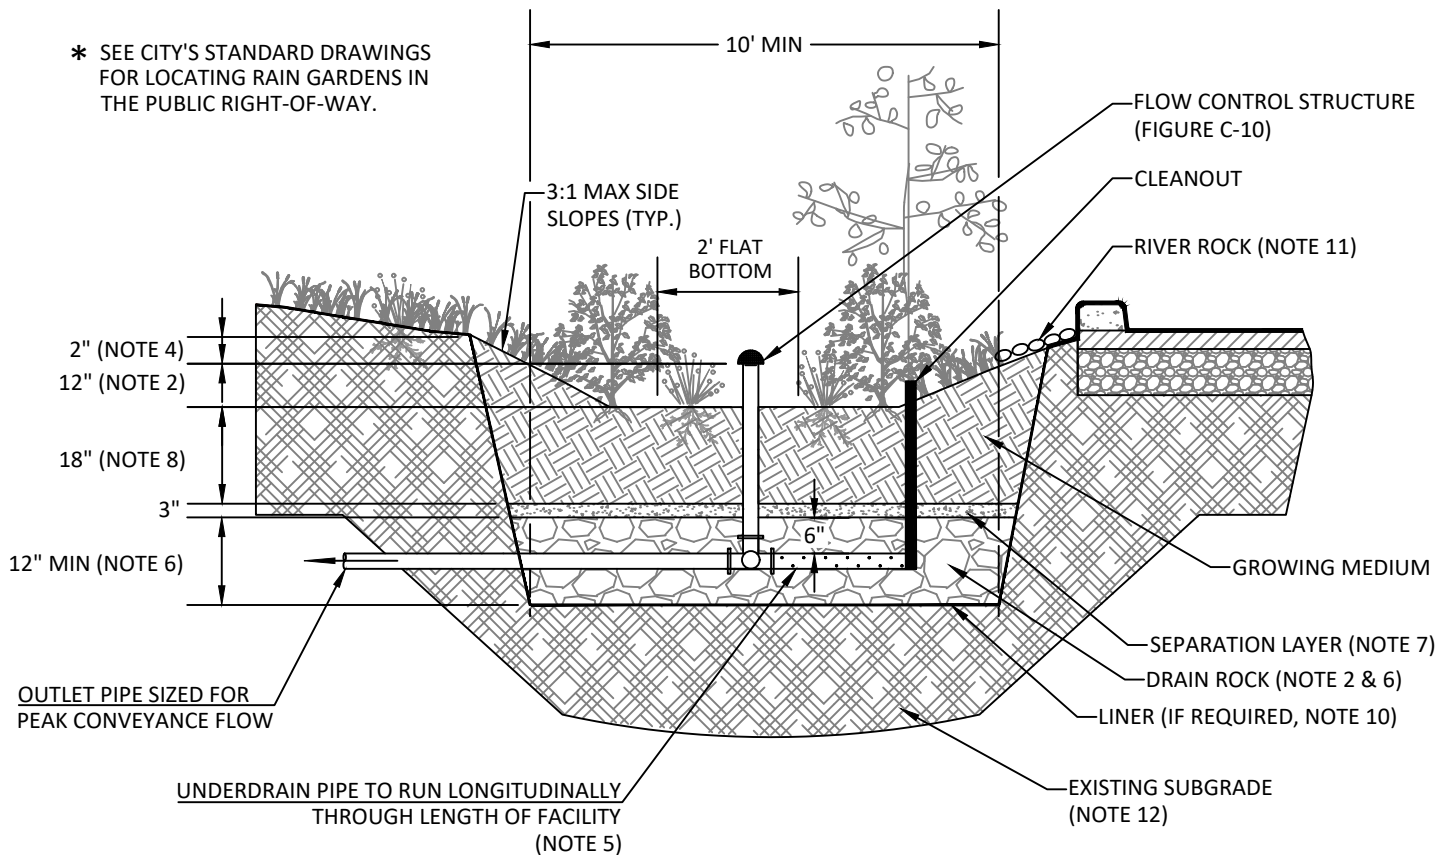 * SEE CITY'S STANDARD DRAWINGS
FOR LOCATING RAIN GARDENS IN
THE PUBLIC RIGHT-OF-WAY.
10' MIN
FLOW CONTROL STRUCTURE
(FIGURE C-10)
CLEANOUT
3:1 MAX SIDE
SLOPES (TYP.)
2' FLAT
BOTTOM
RIVER ROCK (NOTE 11)
2" (NOTE 4)
12" (NOTE 2)
18" (NOTE 8)
3"
6"
12" MIN (NOTE 6)
GROWING MEDIUM
SEPARATION LAYER (NOTE 7)
DRAIN ROCK (NOTE 2 & 6)
LINER (IF REQUIRED, NOTE 10)
OUTLET PIPE SIZED FOR
PEAK CONVEYANCE FLOW
UNDERDRAIN PIPE TO RUN LONGITUDINALLY
THROUGH LENGTH OF FACILITY
(NOTE 5)
EXISTING SUBGRADE
(NOTE 12)